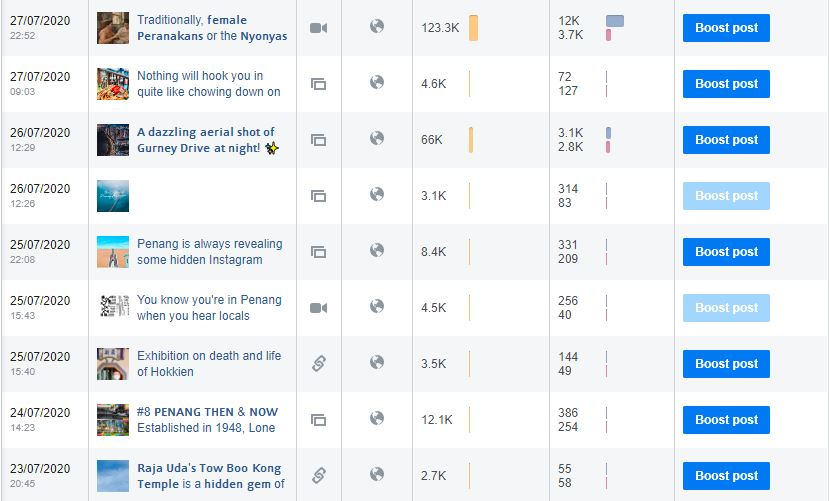 27/07/2020
22:52
Traditionally, female
Peranakans or the Nyonyas
123.3K
12K
3.7K
Boost post
27/07/2020
09:03
Nothing will hook you in
quite like chowing down on
4.6K
72
127
Boost post
26/07/2020
12:29
A dazzling aerial shot of
Gurney Drive at night! ✨
66K
3.1K
2.8K
Boost post
26/07/2020
12:26
3.1K
314
83
Boost post
25/07/2020
22:08
Penang is always revealing
some hidden Instagram
8.4K
331
209
Boost post
25/07/2020
15:43
You know you're in Penang
when you hear locals
4.5K
256
40
Boost post
25/07/2020
15:40
Exhibition on death and life
of Hokkien
3.5K
144
49
Boost post
24/07/2020
14:23
#8 PENANG THEN & NOW
Established in 1948, Lone
12.1K
386
254
Boost post
23/07/2020
20:45
Raja Uda's Tow Boo Kong
Temple is a hidden gem of
2.7K
55
58
Boost post